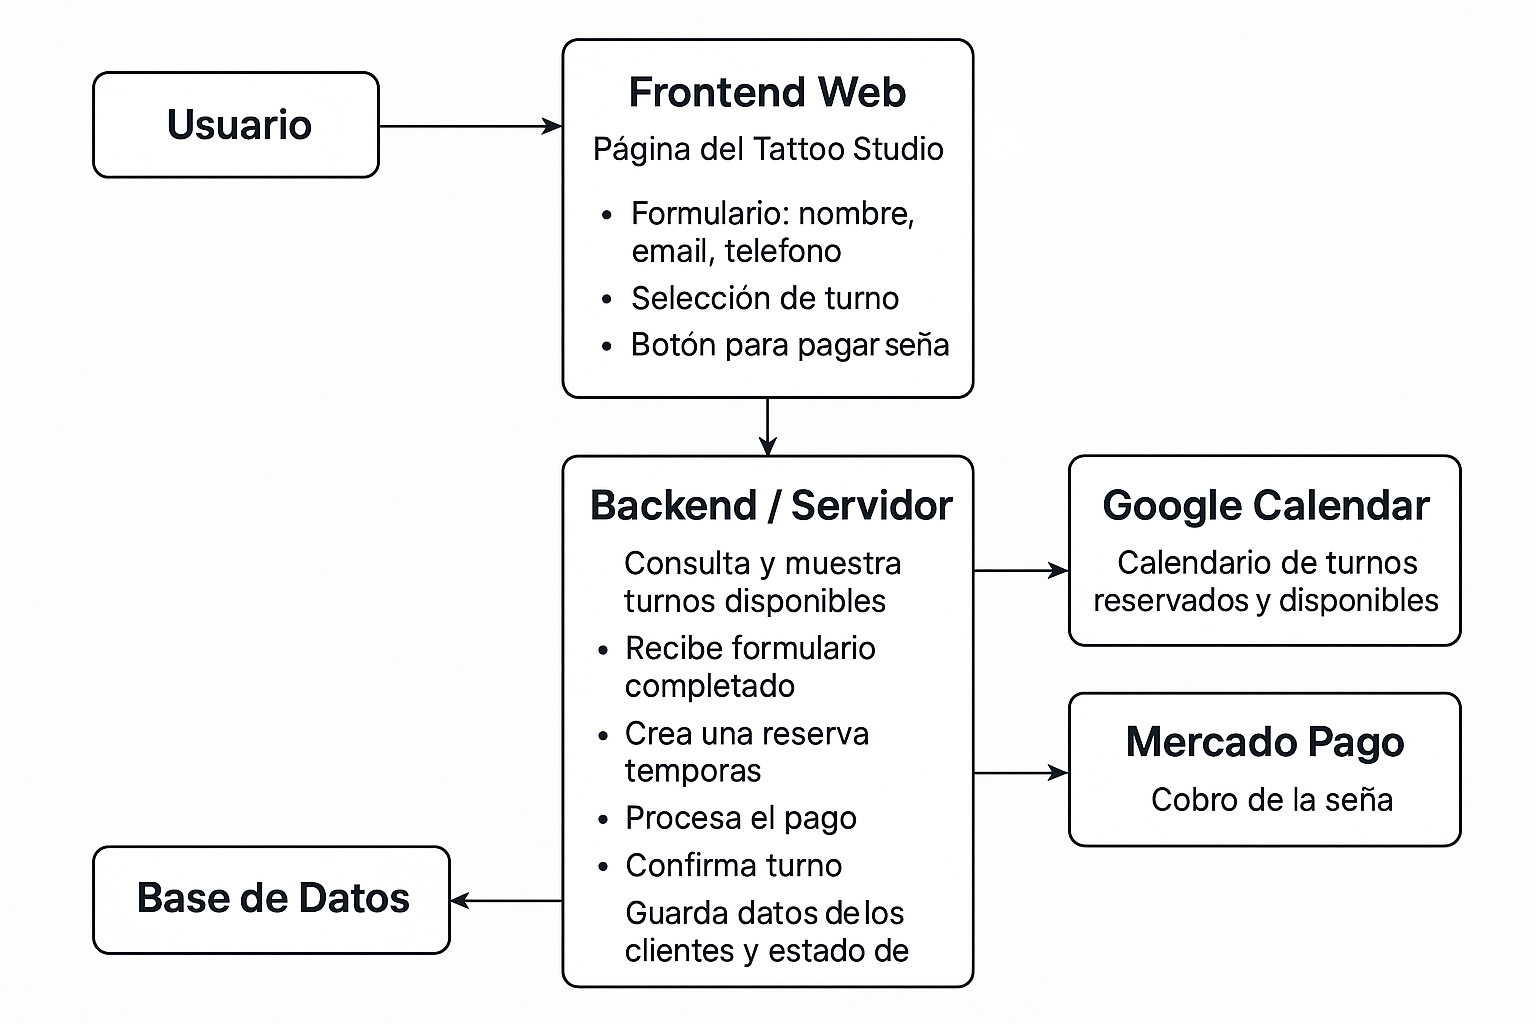 Usuario
Frontend Web
Página del Tattoo Studio
• Formulario: nombre,
email, telefono
• Selección de turno
• Botón para pagar seña
Backend / Servidor
Consulta y muestra
turnos disponibles
• Recibe formulario
completado
• Crea una reserva
temporas
• Procesa el pago
• Confirma turno
Guarda datos de los
clientes y estado de
Google Calendar
Calendario de turnos
reservados y disponibles
Mercado Pago
Cobro de la seña
Base de Datos